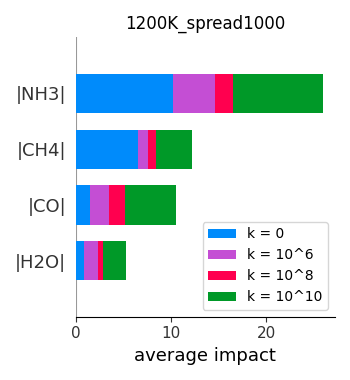 1200K_spread1000
|NH3|
|CH4|
|CO|
|H2O|
k = 0
k = 10^6
k = 10^8
k = 10^10
0 10 20
average impact